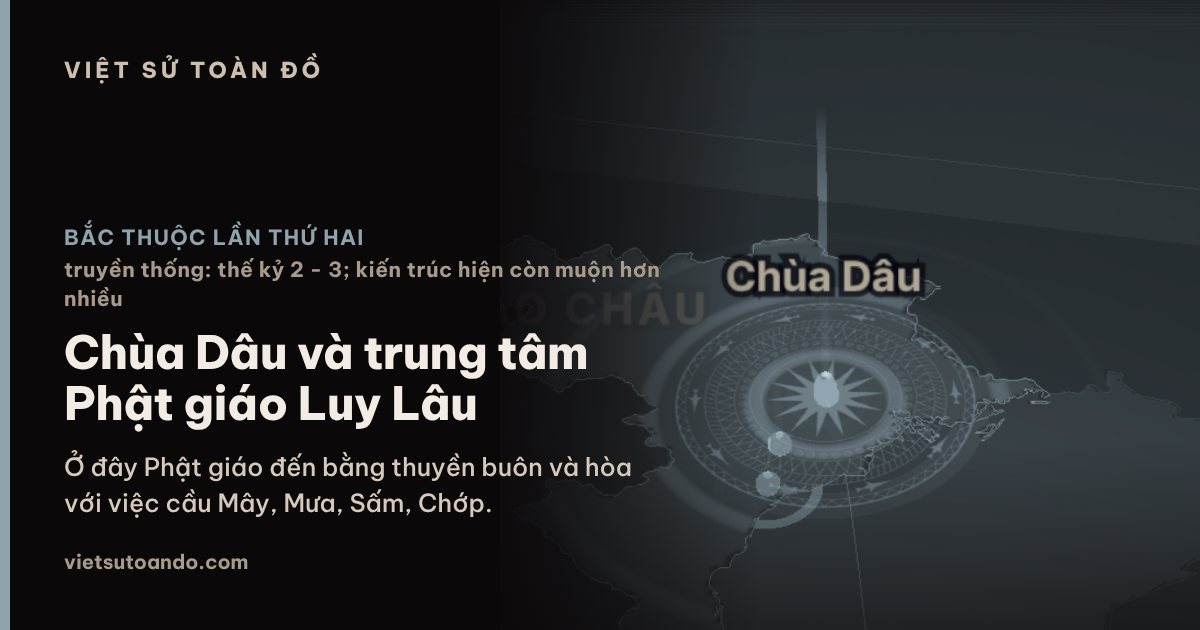 VIỆT SỬ TOÀN ĐỒ
BẮC THUỘC LẦN THỨ HAI
truyền thống: thế kỷ 2 - 3; kiến trúc hiện còn muộn hơn
nhiều
Chùa Dâu và trung tâm
Phật giáo Luy Lâu
Ở đây Phật giáo đến bằng thuyền buôn và hòa
với việc cầu Mây, Mưa, Sấm, Chớp.
vietsutoando.com
Chùa Dâu
CHÂU